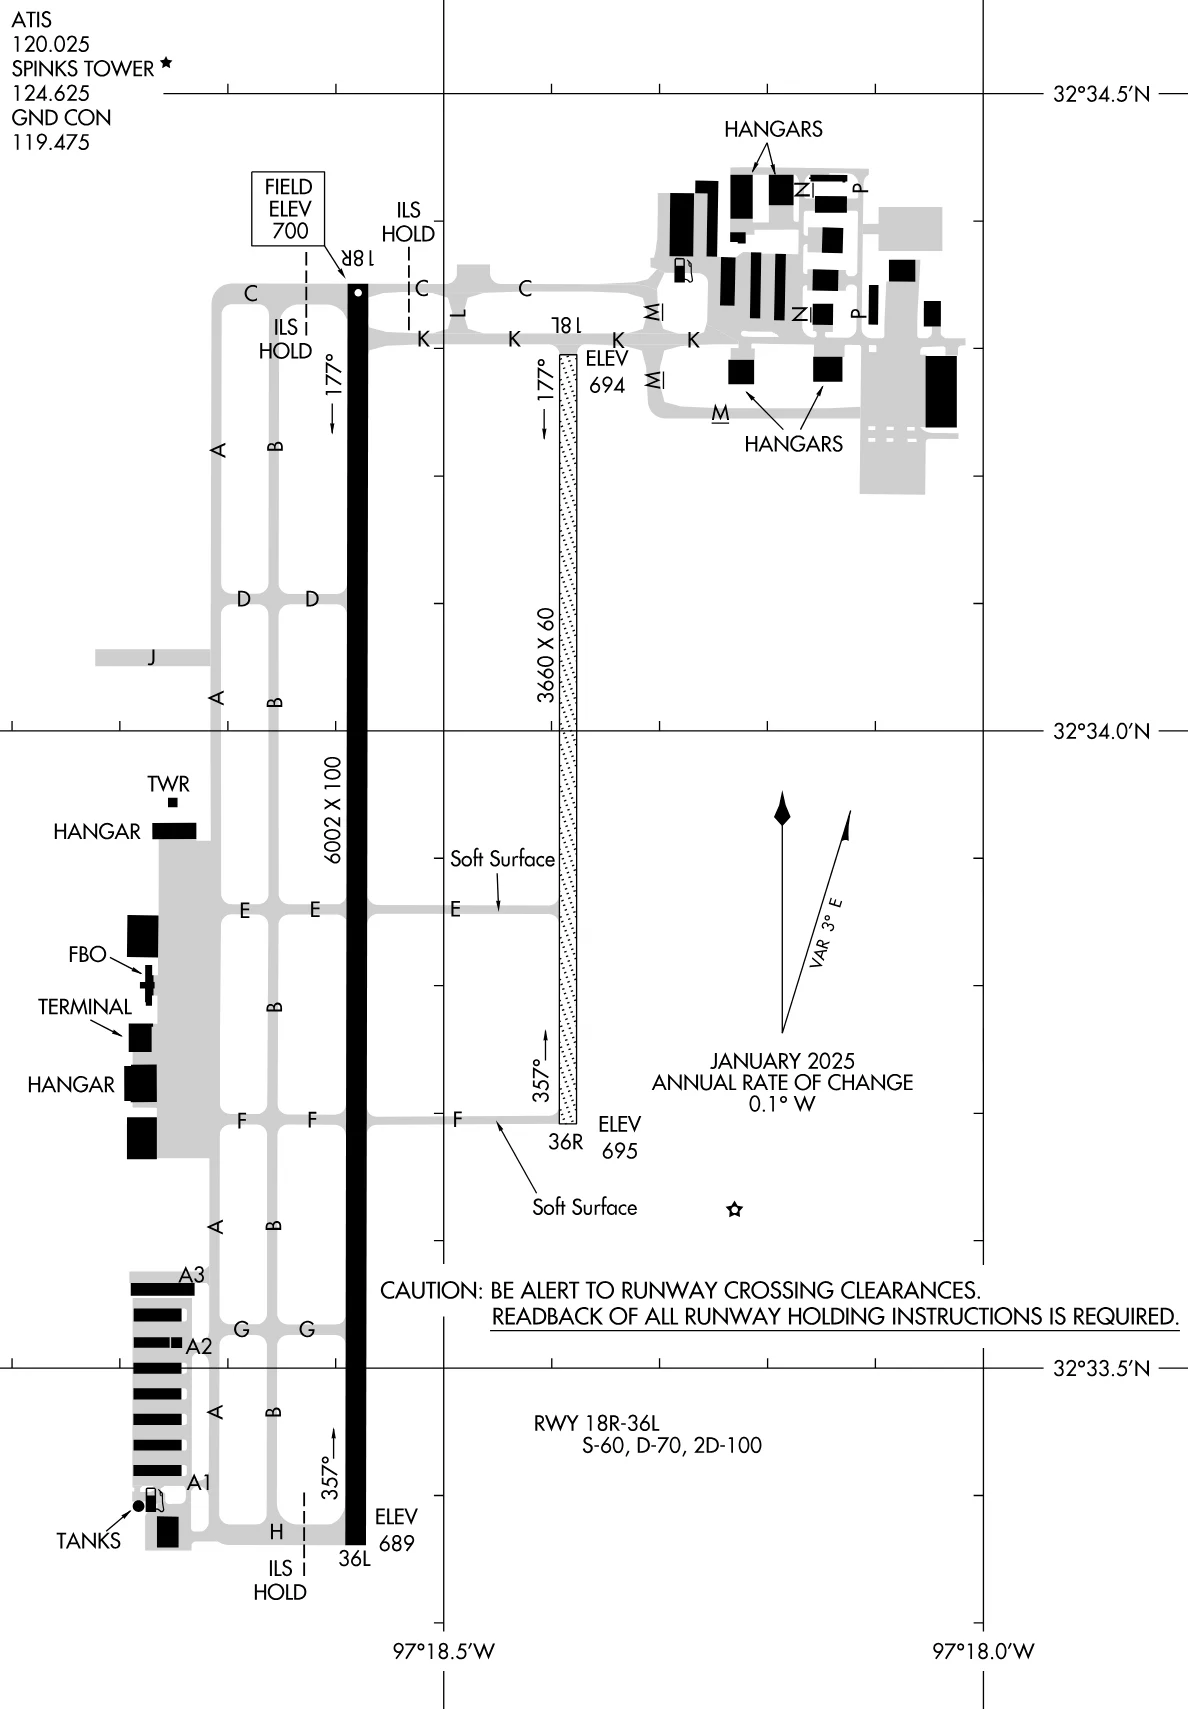 ATIS
120.025
SPINKS TOWER
124.625
GND CON
119.475
32°34.5'N
HANGARS
FIELD
ELEV
700
ILS
HOLD
18R
N
P
C
C
C
ILS
HOLD
L
M
N
P
18L
K
K
K
K
177°
177°
ELEV
694
M
M
HANGARS
A
B
D
D
3660 X 60
J
A
B
32°34.0'N
6002 X 100
TWR
HANGAR
Soft Surface
E
E
E
VAR 3° E
FBO
TERMINAL
B
HANGAR
357°
JANUARY 2025
ANNUAL RATE OF CHANGE
0.1° W
F
F
F
36R
ELEV
695
Soft Surface
A
B
A3
CAUTION: BE ALERT TO RUNWAY CROSSING CLEARANCES.
READBACK OF ALL RUNWAY HOLDING INSTRUCTIONS IS REQUIRED.
G
G
A2
32°33.5'N
A
B
RWY 18R-36L
S-60, D-70, 2D-100
357°
A1
TANKS
H
ELEV
689
36L
ILS
HOLD
97°18.5'W
97°18.0'W